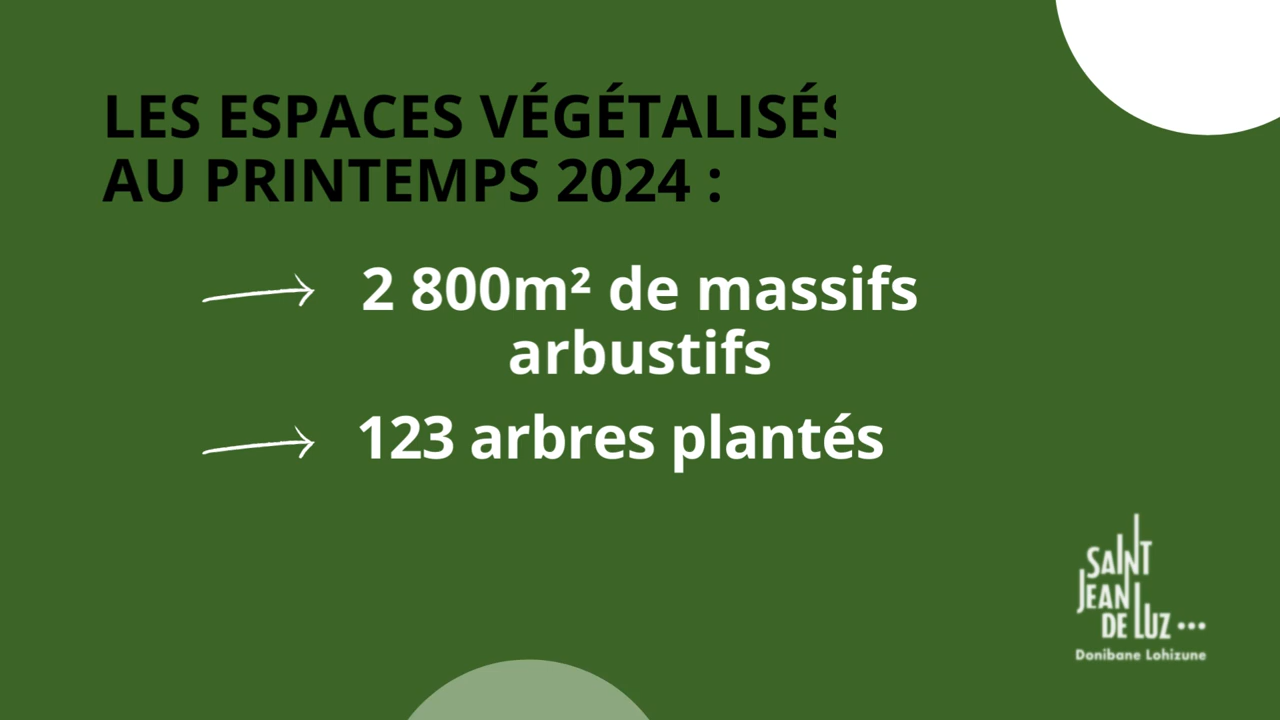 LES ESPACES VÉGÉTALISÉS
AU PRINTEMPS 2024 :
2 800m² de massifs
arbustifs
123 arbres plantés
SAINT
JEAN
DE LUZ •••
Donibane Lohizune